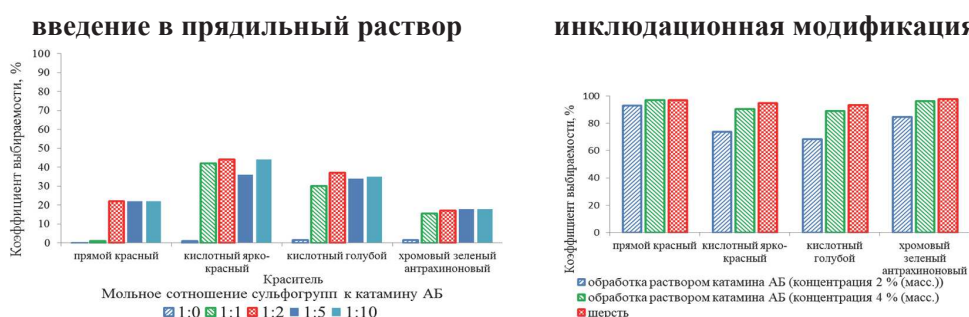 введение в прядильный раствор
Коэффициент выбираемости, %
100
90
80
70
60
50
40
30
20
10
0
прямой красный
кислотный ярко-
красный
кислотный голубой
хромовый зеленый
антрахиноновый
Краситель
Мольное сотношение сульфогрупп к катамину АБ
1:0 1:1 1:2 1:5 1:10
инклюдационная модификация
Коэффициент выбираемости, %
100
80
60
40
20
0
прямой красный
кислотный ярко-
красный
кислотный
голубой
хромовый
зеленый
антрахиноновый
обработка раствором катамина АБ (концентрация 2 % (масс.))
обработка раствором катамина АБ (концентрация 4 % (масс.)
шерсть